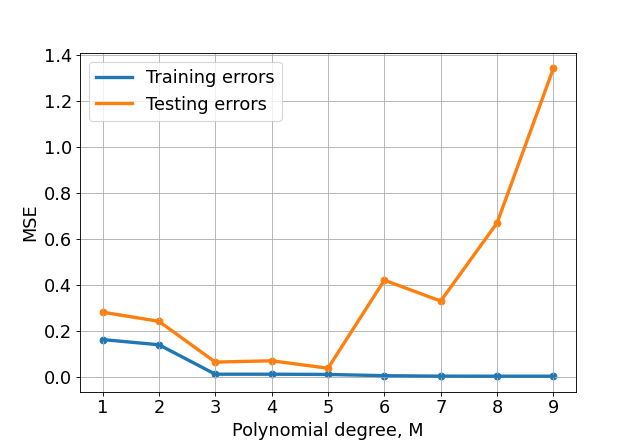 Training errors
Testing errors
MSE
1.4
1.2
1.0
0.8
0.6
0.4
0.2
0.0
1 2 3 4 5 6 7 8 9
Polynomial degree, M